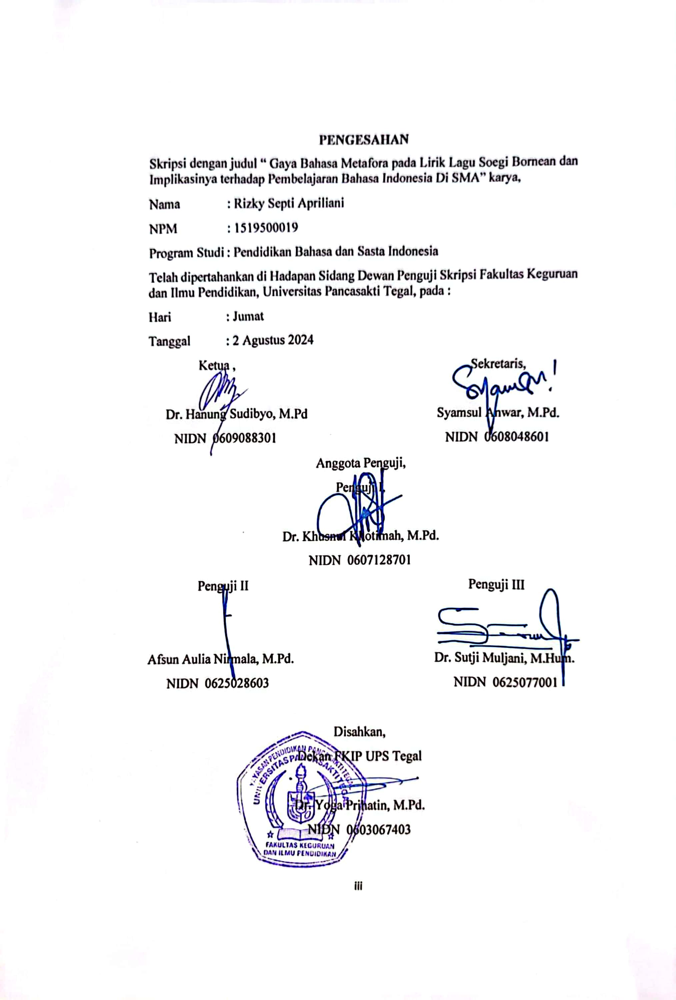 PENGESAHAN
Skripsi dengan judul “ Gaya Bahasa Metafora pada Lirik Lagu Soegi Bornean dan
Implikasinya terhadap Pembelajaran Bahasa Indonesia Di SMA” karya,
Nama : Rizky Septi Apriliani
NPM : 1519500019
Program Studi : Pendidikan Bahasa dan Sasta Indonesia
Telah dipertahankan di Hadapan Sidang Dewan Penguji Skripsi Fakultas Keguruan
dan Ilmu Pendidikan, Universitas Pancasakti Tegal, pada :
Hari : Jumat
Tanggal : 2 Agustus 2024
Ketua , Sekretaris,
Dr. Hanung Sudibyo, M.Pd Syamsul Anwar, M.Pd.
NIDN 0609088301 NIDN 0608048601
Anggota Penguji,
Penguji I,
Dr. Khusnul Khotimah, M.Pd.
NIDN 0607128701
Penguji II Penguji III
Afsun Aulia Nirmala, M.Pd. Dr. Sutji Muljani, M.Hum.
NIDN 0625028603 NIDN 0625077001
Disahkan,
Dekan FKIP UPS Tegal
YAYASAN PENDIDIKAN PANCASAKTI TEGAL
UNIVERSITAS PANCASAKTI TEGAL
Dr. Yoga Prihatin, M.Pd.
NIDN 0603067403
FAKULTAS KEGURUAN
DAN ILMU PENDIDIKAN
iii